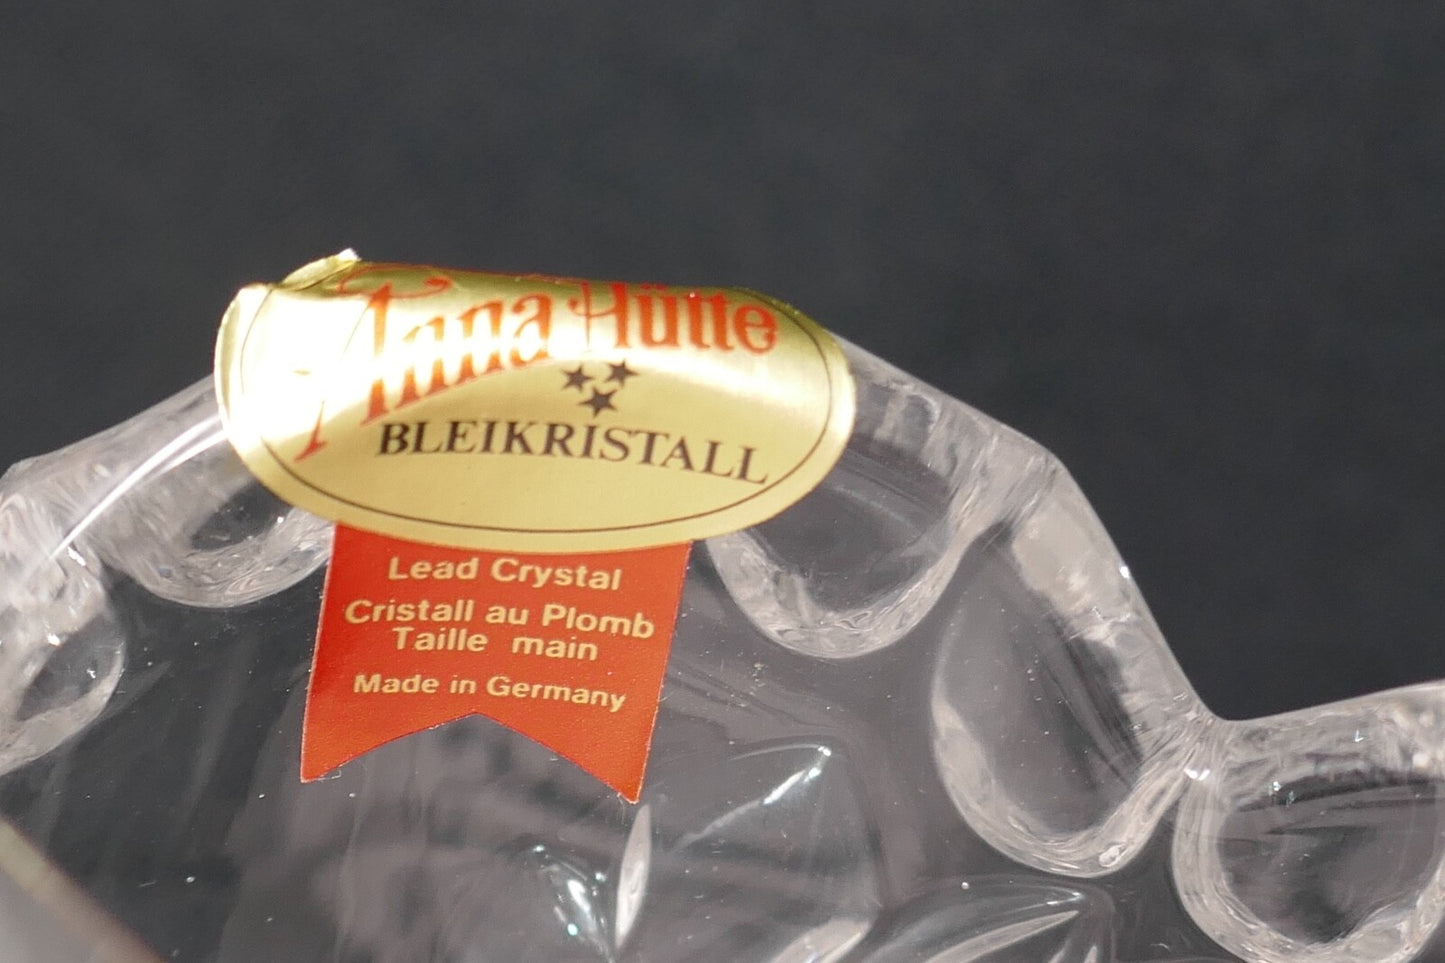 Anna Hütte
BLEIKRISTALL
Lead Crystal
Cristall au Plomb
Taille main
Made in Germany